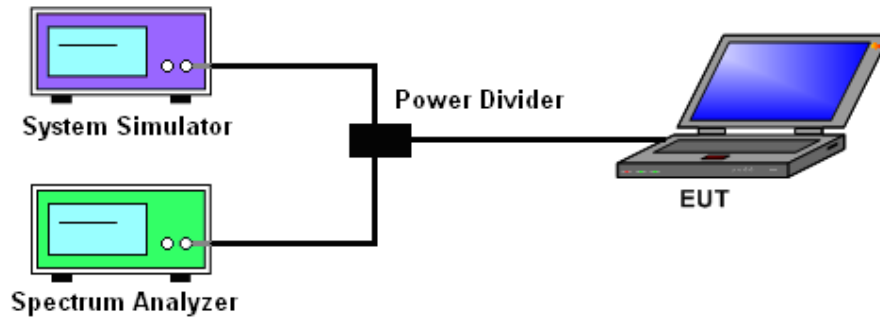 System Simulator
Power Divider
EUT
Spectrum Analyzer